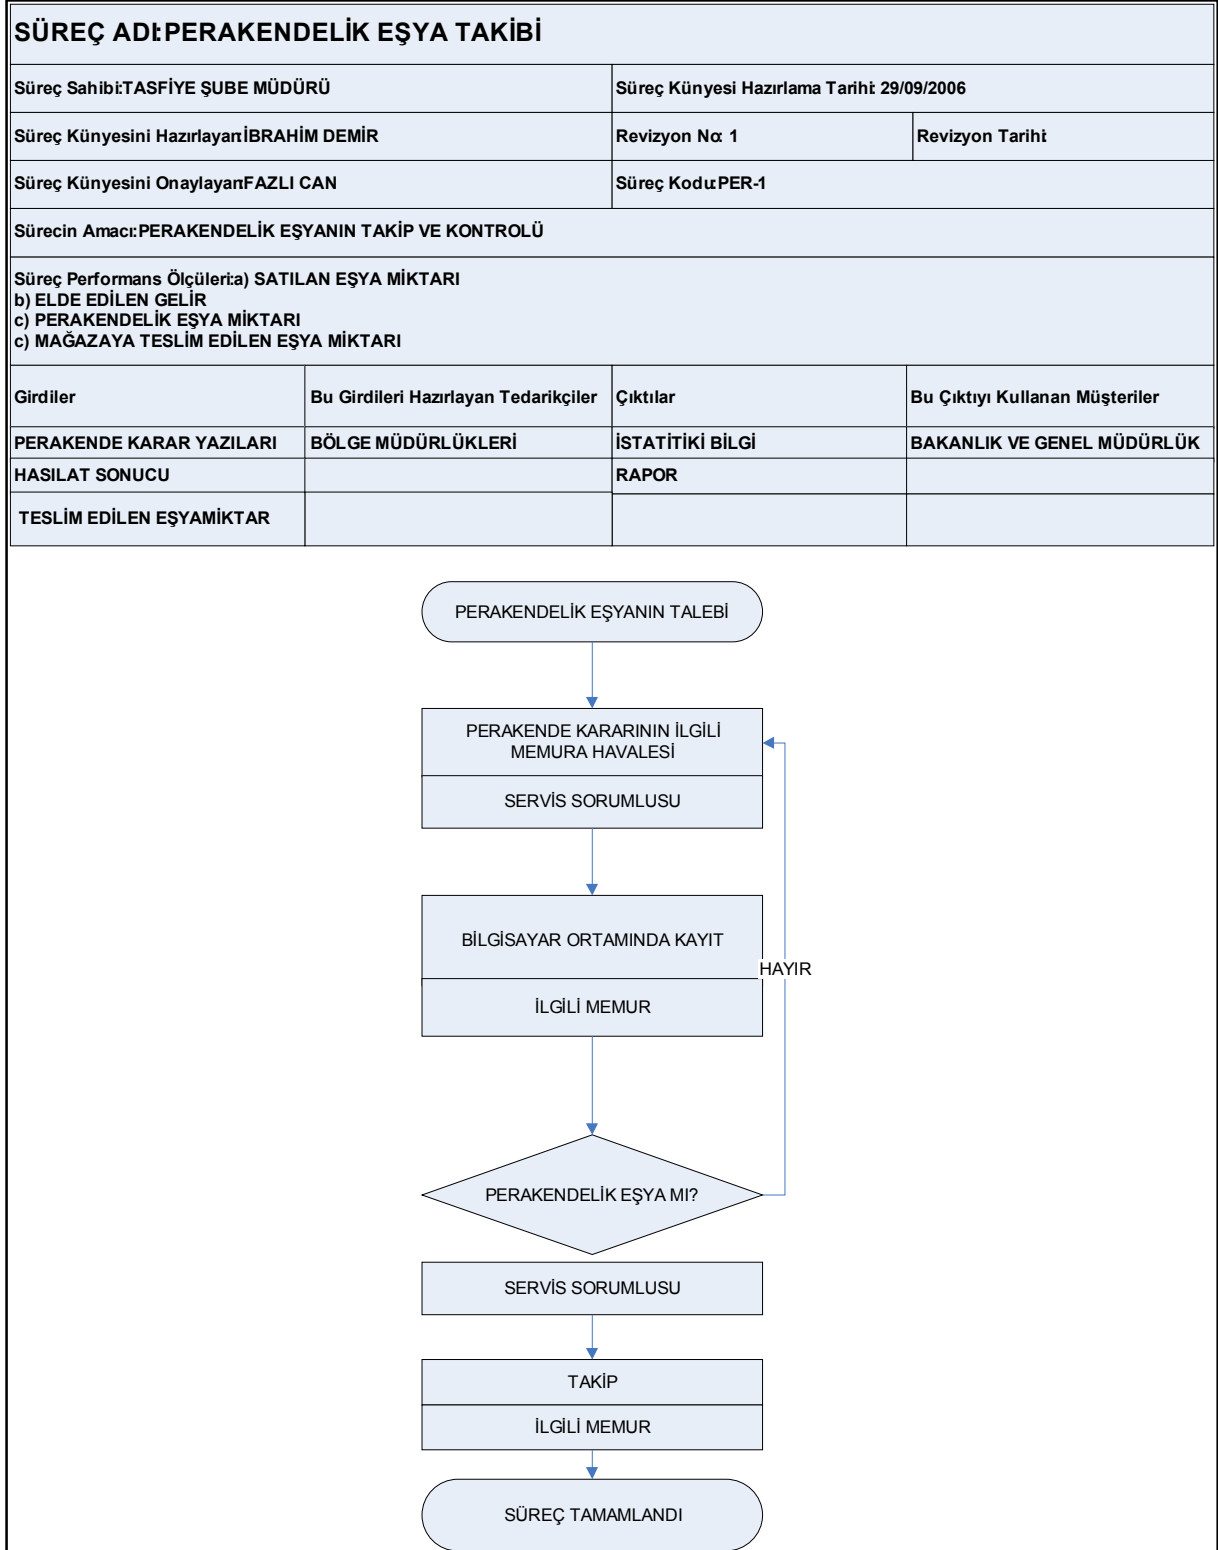 SÜREÇ ADI:PERAKENDELİK EŞYA TAKİBİ
Süreç Sahibi:TASFİYE ŞUBE MÜDÜRÜ
Süreç Künyesi Hazırlama Tarihi: 29/09/2006
Süreç Künyesini Hazırlayan:İBRAHİM DEMİR
Revizyon No: 1
Revizyon Tarihi:
Süreç Künyesini Onaylayan:FAZLI CAN
Süreç Kodu:PER-1
Sürecin Amacı:PERAKENDELİK EŞYANIN TAKİP VE KONTROLÜ
Süreç Performans Ölçüleri:a) SATILAN EŞYA MİKTARI
b) ELDE EDİLEN GELİR
c) PERAKENDELİK EŞYA MİKTARI
c) MAĞAZAYA TESLİM EDİLEN EŞYA MİKTARI
Girdiler
Bu Girdileri Hazırlayan Tedarikçiler
Çıktılar
Bu Çıktıyı Kullanan Müşteriler
PERAKENDE KARAR YAZILARI
BÖLGE MÜDÜRLÜKLERİ
İSTATİTİKİ BİLGİ
BAKANLIK VE GENEL MÜDÜRLÜK
HASILAT SONUCU
RAPOR
TESLİM EDİLEN EŞYAMİKTAR
PERAKENDELİK EŞYANIN TALEBİ
PERAKENDE KARARININ İLGİLİ
MEMURA HAVALESİ
SERVİS SORUMLUSU
BİLGİSAYAR ORTAMINDA KAYIT
HAYIR
İLGİLİ MEMUR
PERAKENDELİK EŞYA MI?
SERVİS SORUMLUSU
TAKİP
İLGİLİ MEMUR
SÜREÇ TAMAMLANDI